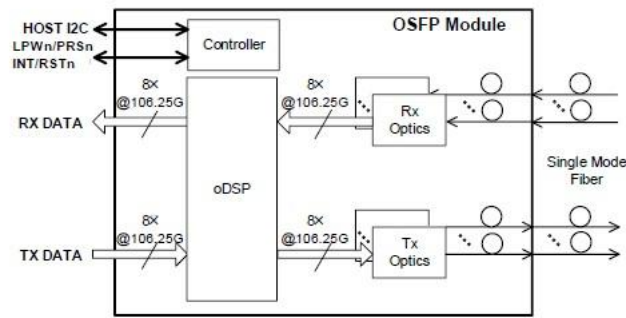 HOST I2C
LPWn/PRSn
INT/RSTn
Controller
OSFP Module
8×
@106.25G
8×
@106.25G
RX DATA
Rx
Optics
oDSP
Single Mode
Fiber
8×
@106.25G
8×
@106.25G
TX DATA
Tx
Optics